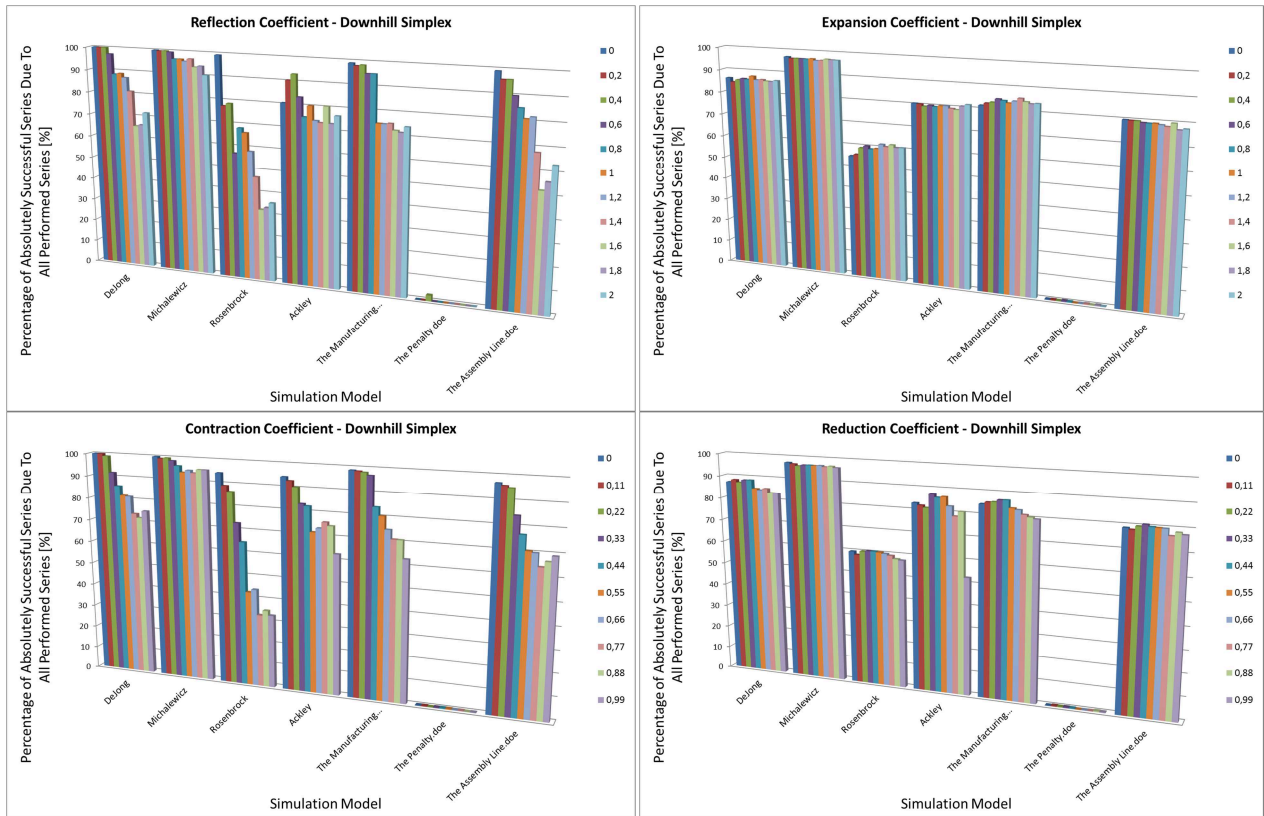 Reflection Coefficient - Downhill Simplex
Percentage of Absolutely Successful Series Due To
All Performed Series [%]
100
90
80
70
60
50
40
30
20
10
0
DeJong
Michalewicz
Rosenbrock
Ackley
The Manufacturing...
The Penalty.doe
The Assembly Line.doe
Simulation Model
0
0,2
0,4
0,6
0,8
1
1,2
1,4
1,6
1,8
2
Expansion Coefficient - Downhill Simplex
Percentage of Absolutely Successful Series Due To
All Performed Series [%]
100
90
80
70
60
50
40
30
20
10
0
DeJong
Michalewicz
Rosenbrock
Ackley
The Manufacturing...
The Penalty.doe
The Assembly Line.doe
Simulation Model
0
0,2
0,4
0,6
0,8
1
1,2
1,4
1,6
1,8
2
Contraction Coefficient - Downhill Simplex
Percentage of Absolutely Successful Series Due To
All Performed Series [%]
100
90
80
70
60
50
40
30
20
10
0
DeJong
Michalewicz
Rosenbrock
Ackley
The Manufacturing...
The Penalty.doe
The Assembly Line.doe
Simulation Model
0
0,11
0,22
0,33
0,44
0,55
0,66
0,77
0,88
0,99
Reduction Coefficient - Downhill Simplex
Percentage of Absolutely Successful Series Due To
All Performed Series [%]
100
90
80
70
60
50
40
30
20
10
0
DeJong
Michalewicz
Rosenbrock
Ackley
The Manufacturing...
The Penalty.doe
The Assembly Line.doe
Simulation Model
0
0,11
0,22
0,33
0,44
0,55
0,66
0,77
0,88
0,99